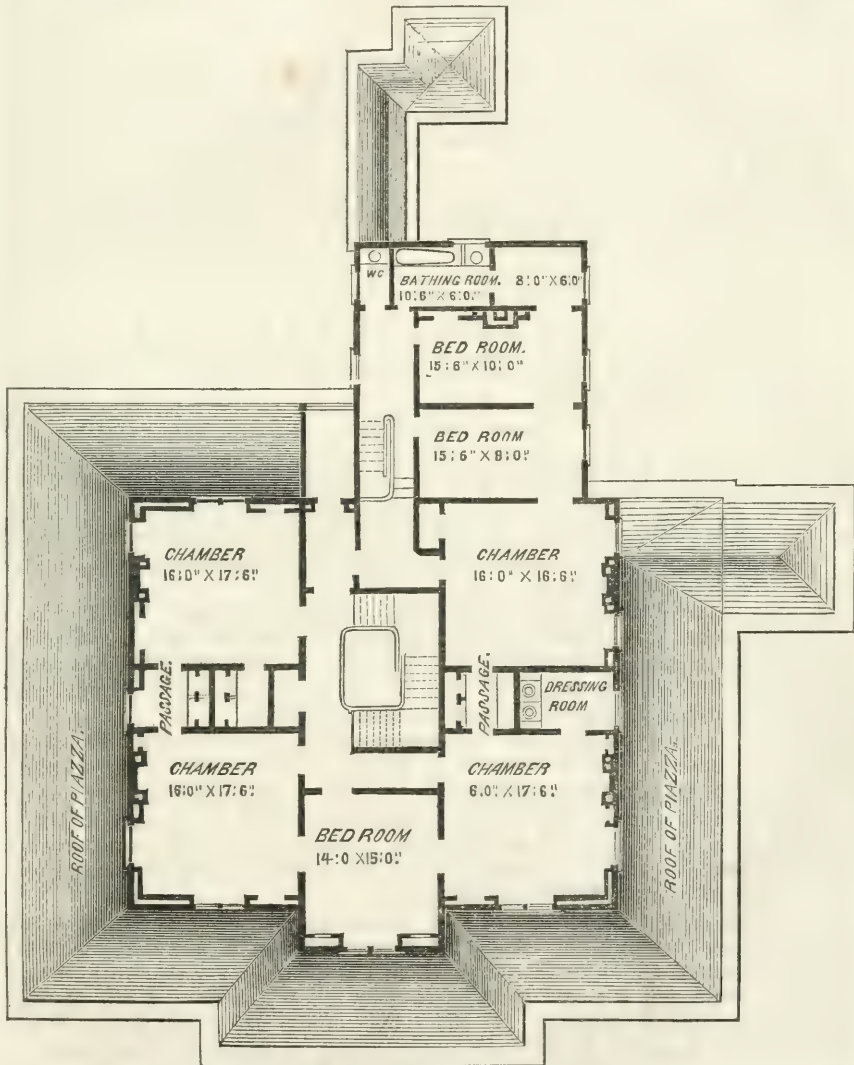 WC
BATHING ROOM. 8'0" X 6'0"
10'6" X 6'0"
BED ROOM.
15'6" X 10'0"
BED ROOM
15'6" X 8'0"
CHAMBER
16'0" X 17'6"
CHAMBER
16'0" X 16'6"
PASSAGE.
PASSAGE.
DRESSING
ROOM
CHAMBER
16'0" X 17'6"
CHAMBER
6.0" X 17'6"
BED ROOM
14'0 X 15'0"
ROOF OF PIAZZA.
ROOF OF PIAZZA.